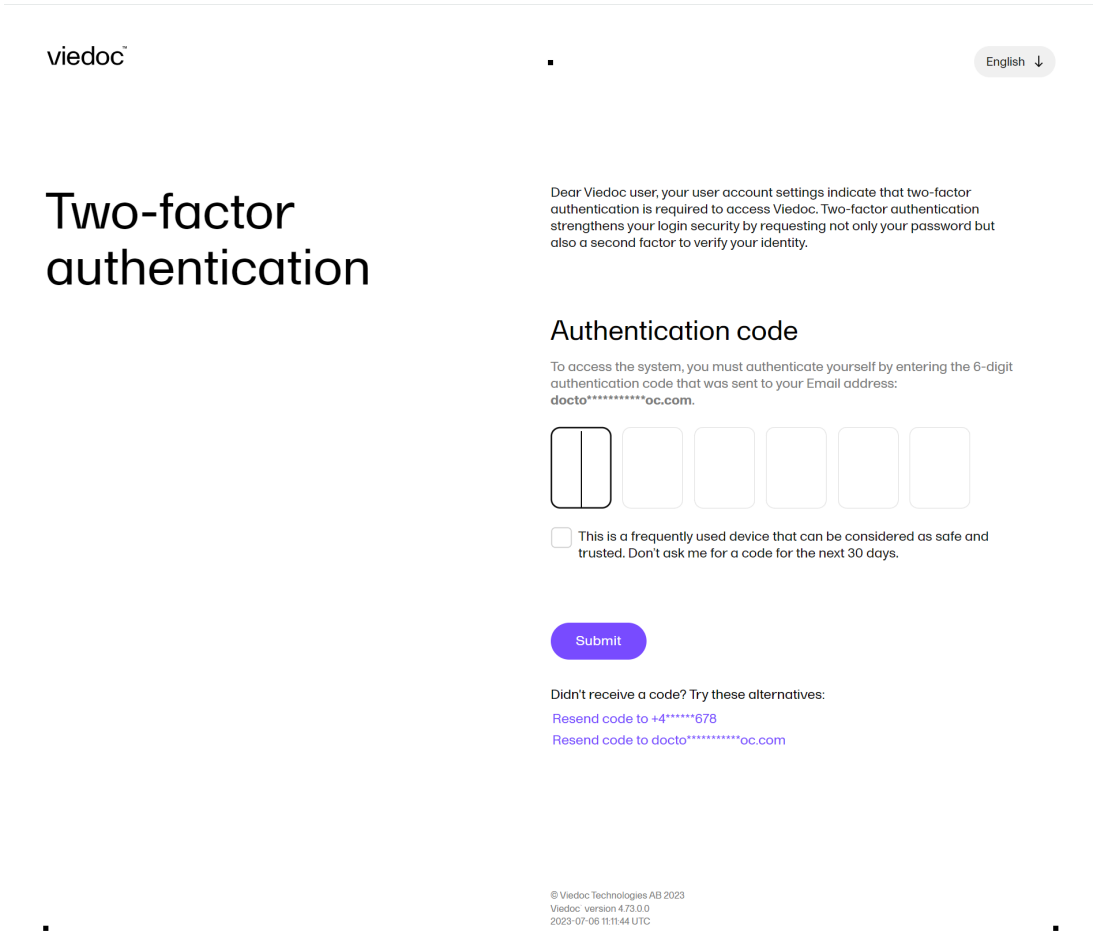 viedoc™
English ↓
Two-factor
authentication
Dear Viedoc user, your user account settings indicate that two-factor
authentication is required to access Viedoc. Two-factor authentication
strengthens your login security by requesting not only your password but
also a second factor to verify your identity.
Authentication code
To access the system, you must authenticate yourself by entering the 6-digit
authentication code that was sent to your Email address:
docto***********oc.com.
This is a frequently used device that can be considered as safe and
trusted. Don't ask me for a code for the next 30 days.
Submit
Didn't receive a code? Try these alternatives:
Resend code to +4******678
Resend code to docto***********oc.com
© Viedoc Technologies AB 2023
Viedoc™ version 4.73.0.0
2023-07-06 11:11:44 UTC